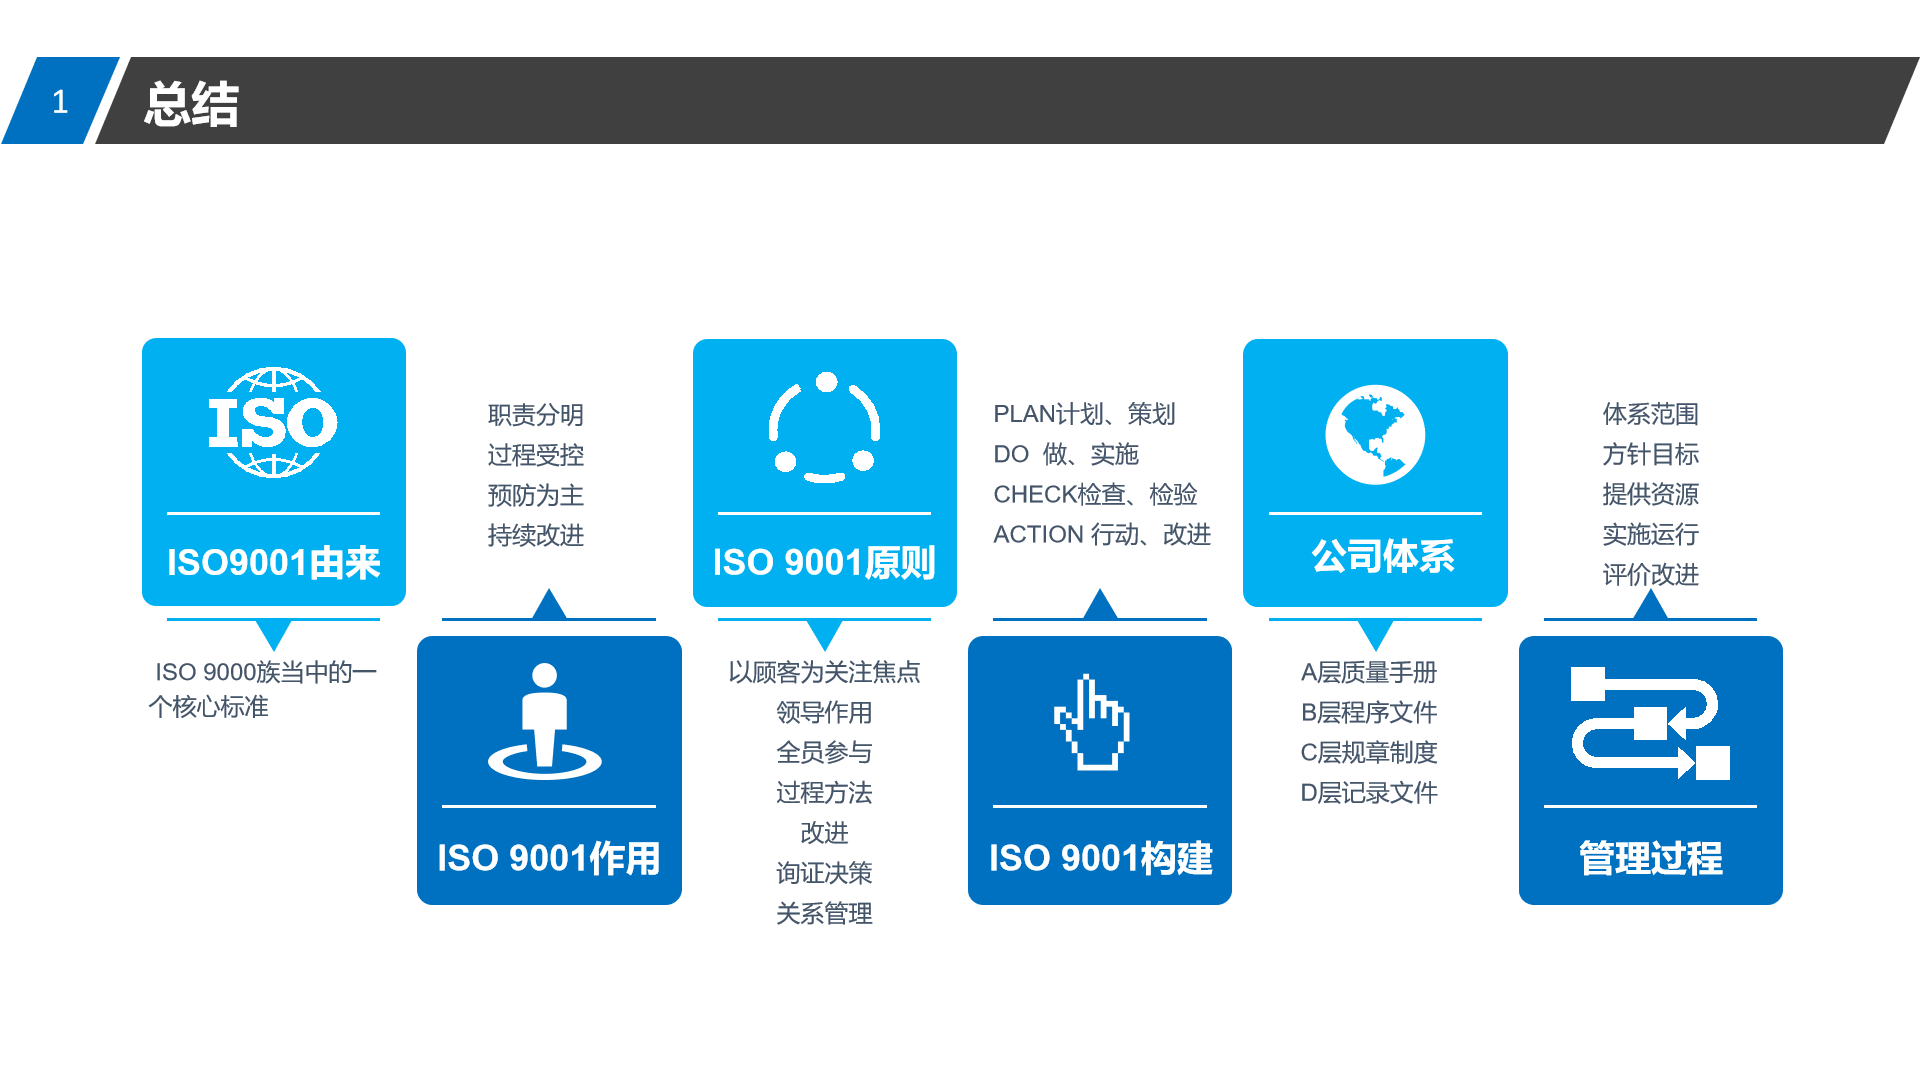 1
总结
ISO
ISO9001由来
ISO 9000族当中的一
个核心标准
职责分明
过程受控
预防为主
持续改进
ISO 9001作用
ISO 9001原则
以顾客为关注焦点
领导作用
全员参与
过程方法
改进
询证决策
关系管理
PLAN计划、策划
DO 做、实施
CHECK检查、检验
ACTION 行动、改进
ISO 9001构建
公司体系
A层质量手册
B层程序文件
C层规章制度
D层记录文件
体系范围
方针目标
提供资源
实施运行
评价改进
管理过程